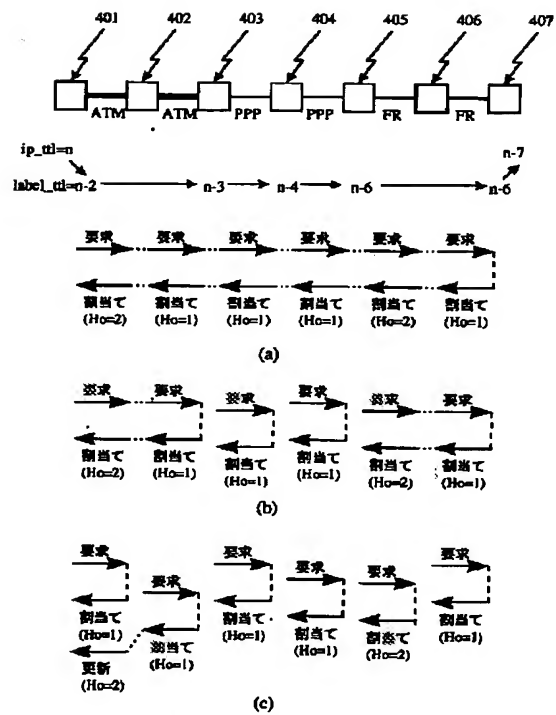 401 402 403 404 405 406 407
ATM ATM PPP PPP FR FR
ip_ttl=n
n-7
label_ttl=n-2 n-3 n-4 n-6 n-6
要求 要求 要求 要求 要求 要求
割当て 割当て 割当て 割当て 割当て 割当て
(Ho=2) (Ho=1) (Ho=1) (Ho=1) (Ho=2) (Ho=1)
(a)
要求 要求 要求 要求 要求 要求
割当て 割当て 割当て 割当て 割当て 割当て
(Ho=2) (Ho=1) (Ho=1) (Ho=1) (Ho=2) (Ho=1)
(b)
要求 要求 要求 要求 要求 要求
割当て 割当て 割当て 割当て 割当て 割当て
(Ho=1) (Ho=1) (Ho=1) (Ho=1) (Ho=2) (Ho=1)
更新
(Ho=2)
(c)